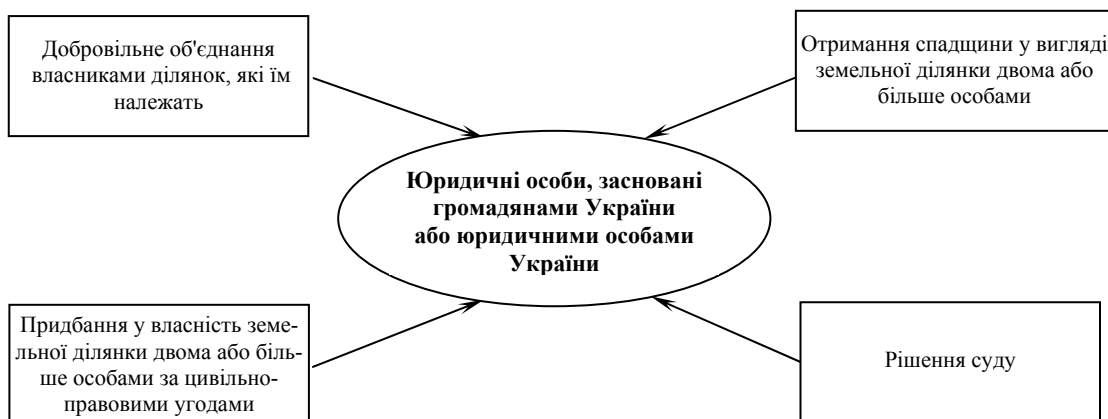 Добровільне об'єднання
власниками ділянок, які їм
належать
Отримання спадщини у вигляді
земельної ділянки двома або
більше особами
Юридичні особи, засновані
громадянами України
або юридичними особами
України
Придбання у власність земе-
льної ділянки двома або біль-
ше особами за цивільно-
правовими угодами
Рішення суду